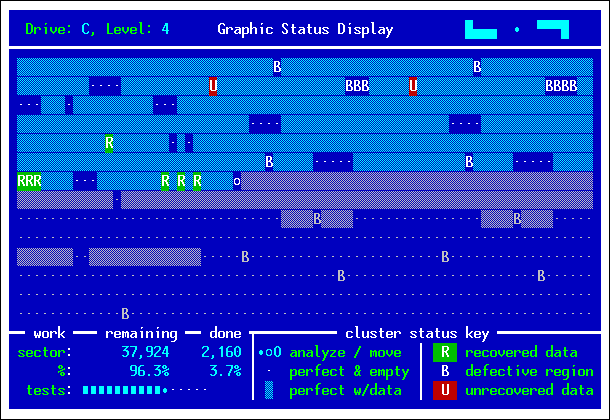 Drive: C, Level: 4 Graphic Status Display
B B
U BBB U BBBB
R
B B
RRR R R R o
B B
B B
B B
B
work remaining done cluster status key
sector: 37,924 2,160 •oO analyze / move R recovered data
%: 96.3% 3.7% · perfect & empty B defective region
tests: perfect w/data U unrecovered data